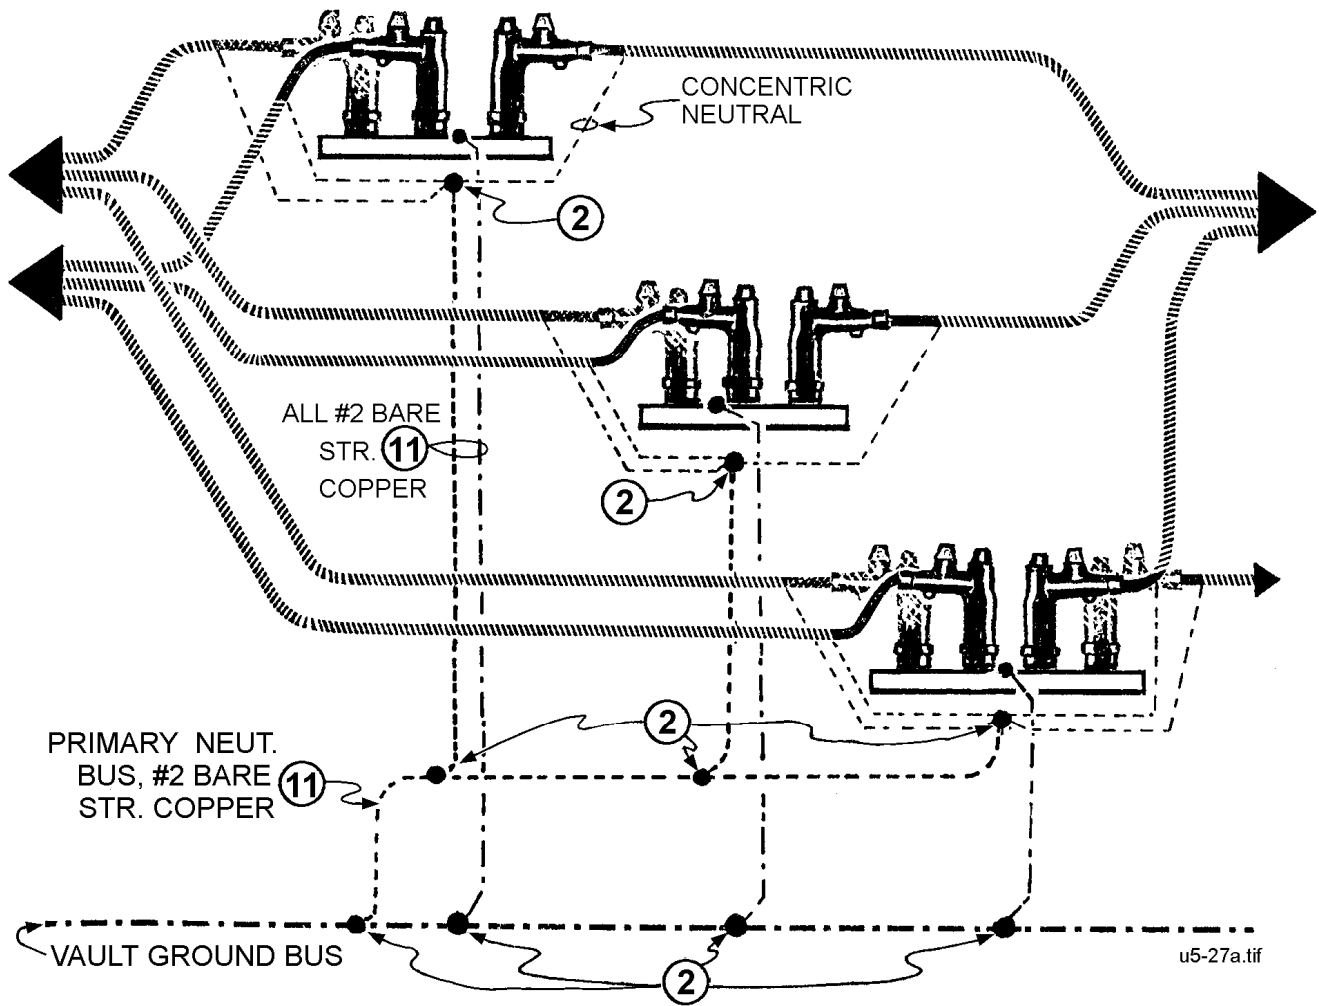 CONCENTRIC
NEUTRAL
2
ALL #2 BARE
STR. 11
COPPER
2
2
PRIMARY NEUT.
BUS, #2 BARE 11
STR. COPPER
VAULT GROUND BUS
2
u5-27a.tif